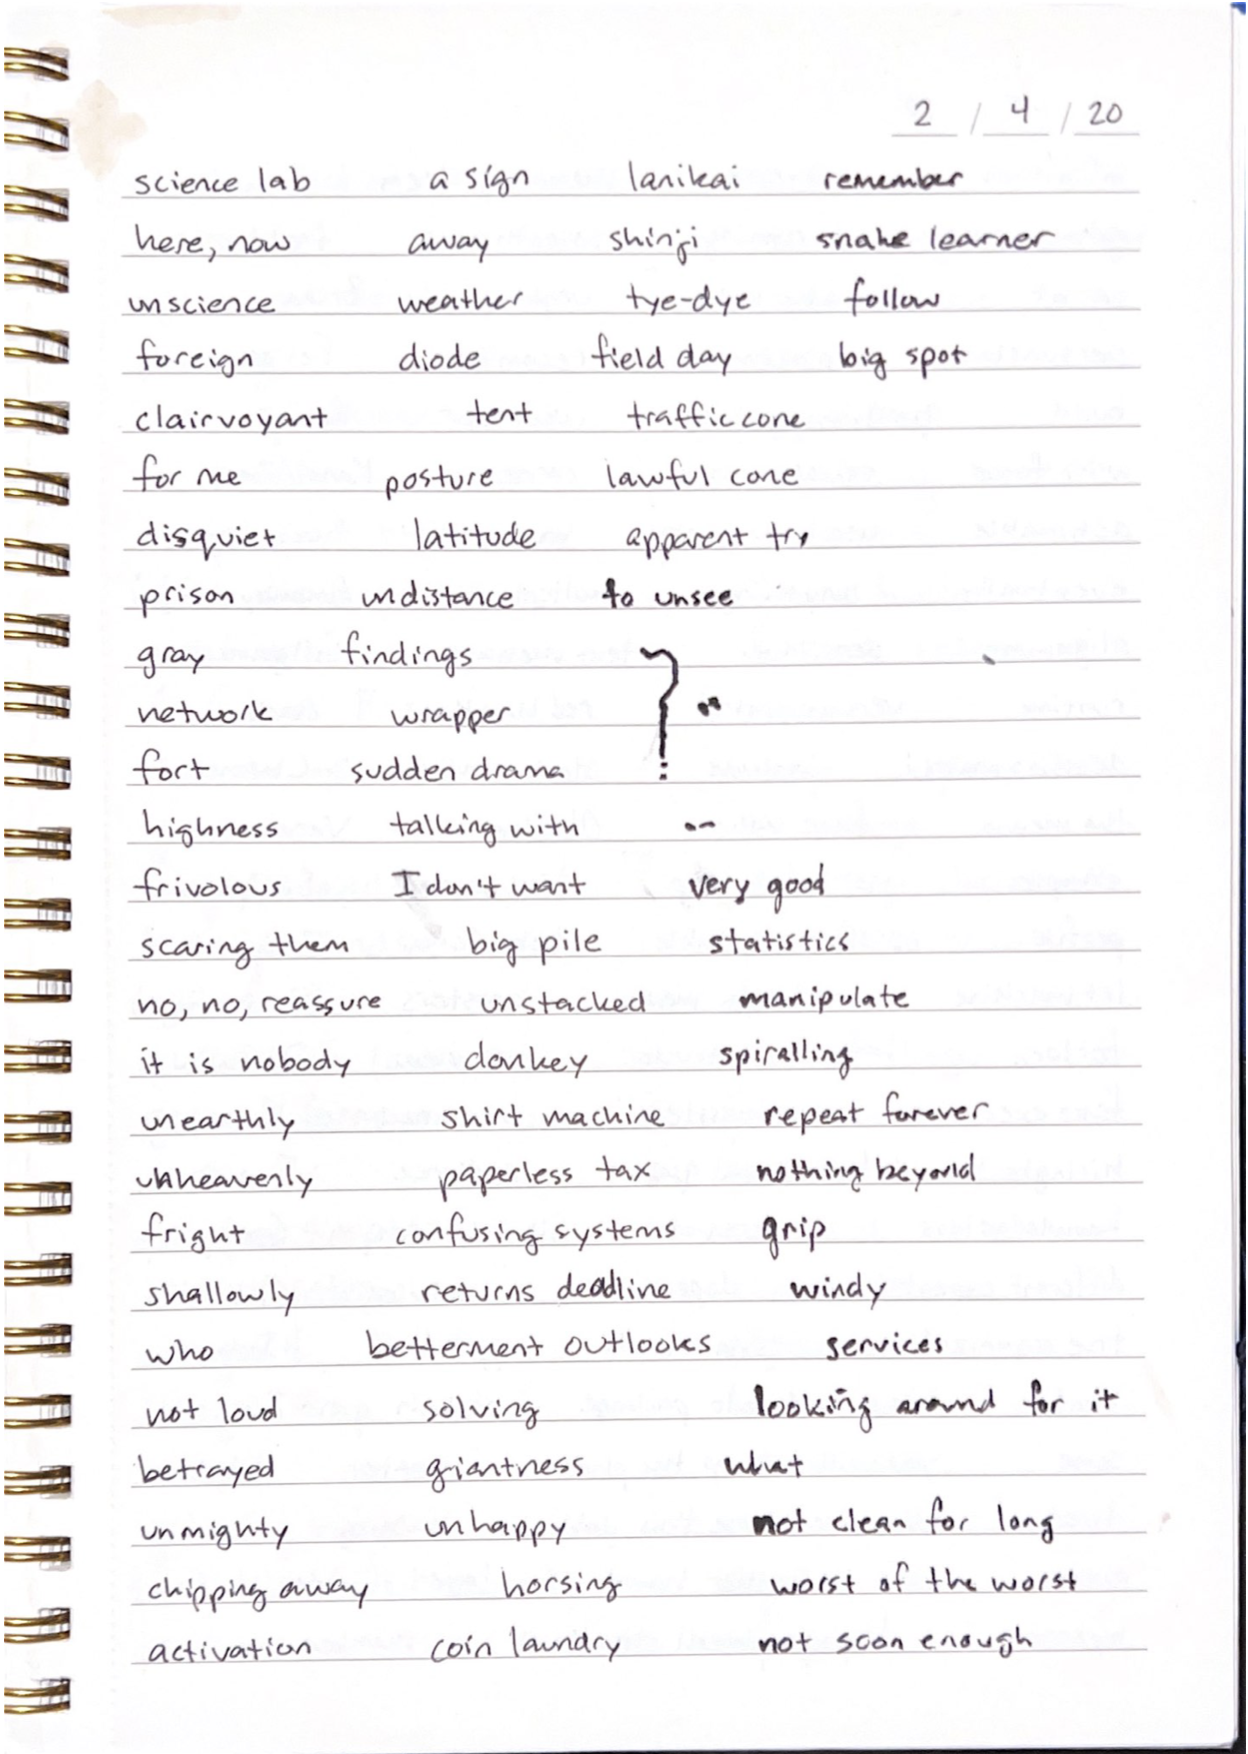 2 / 4 / 20
science lab a sign lanikai remember
here, now away shinji snake learner
unscience weather tye-dye follow
foreign diode field day big spot
clairvoyant tent traffic cone
for me posture lawful cone
disquiet latitude apparent try
prison undistance to unsee
gray findings
network wrapper
fort sudden drama
highness talking with
frivolous I don't want very good
scaring them big pile statistics
no, no, reassure unstacked manipulate
it is nobody donkey spiralling
unearthly shirt machine repeat forever
unheavenly paperless tax nothing beyond
fright confusing systems grip
shallowly returns deadline windy
who betterment outlooks services
not loud solving looking around for it
betrayed giantness what
unmighty unhappy not clean for long
chipping away horsing worst of the worst
activation coin laundry not soon enough